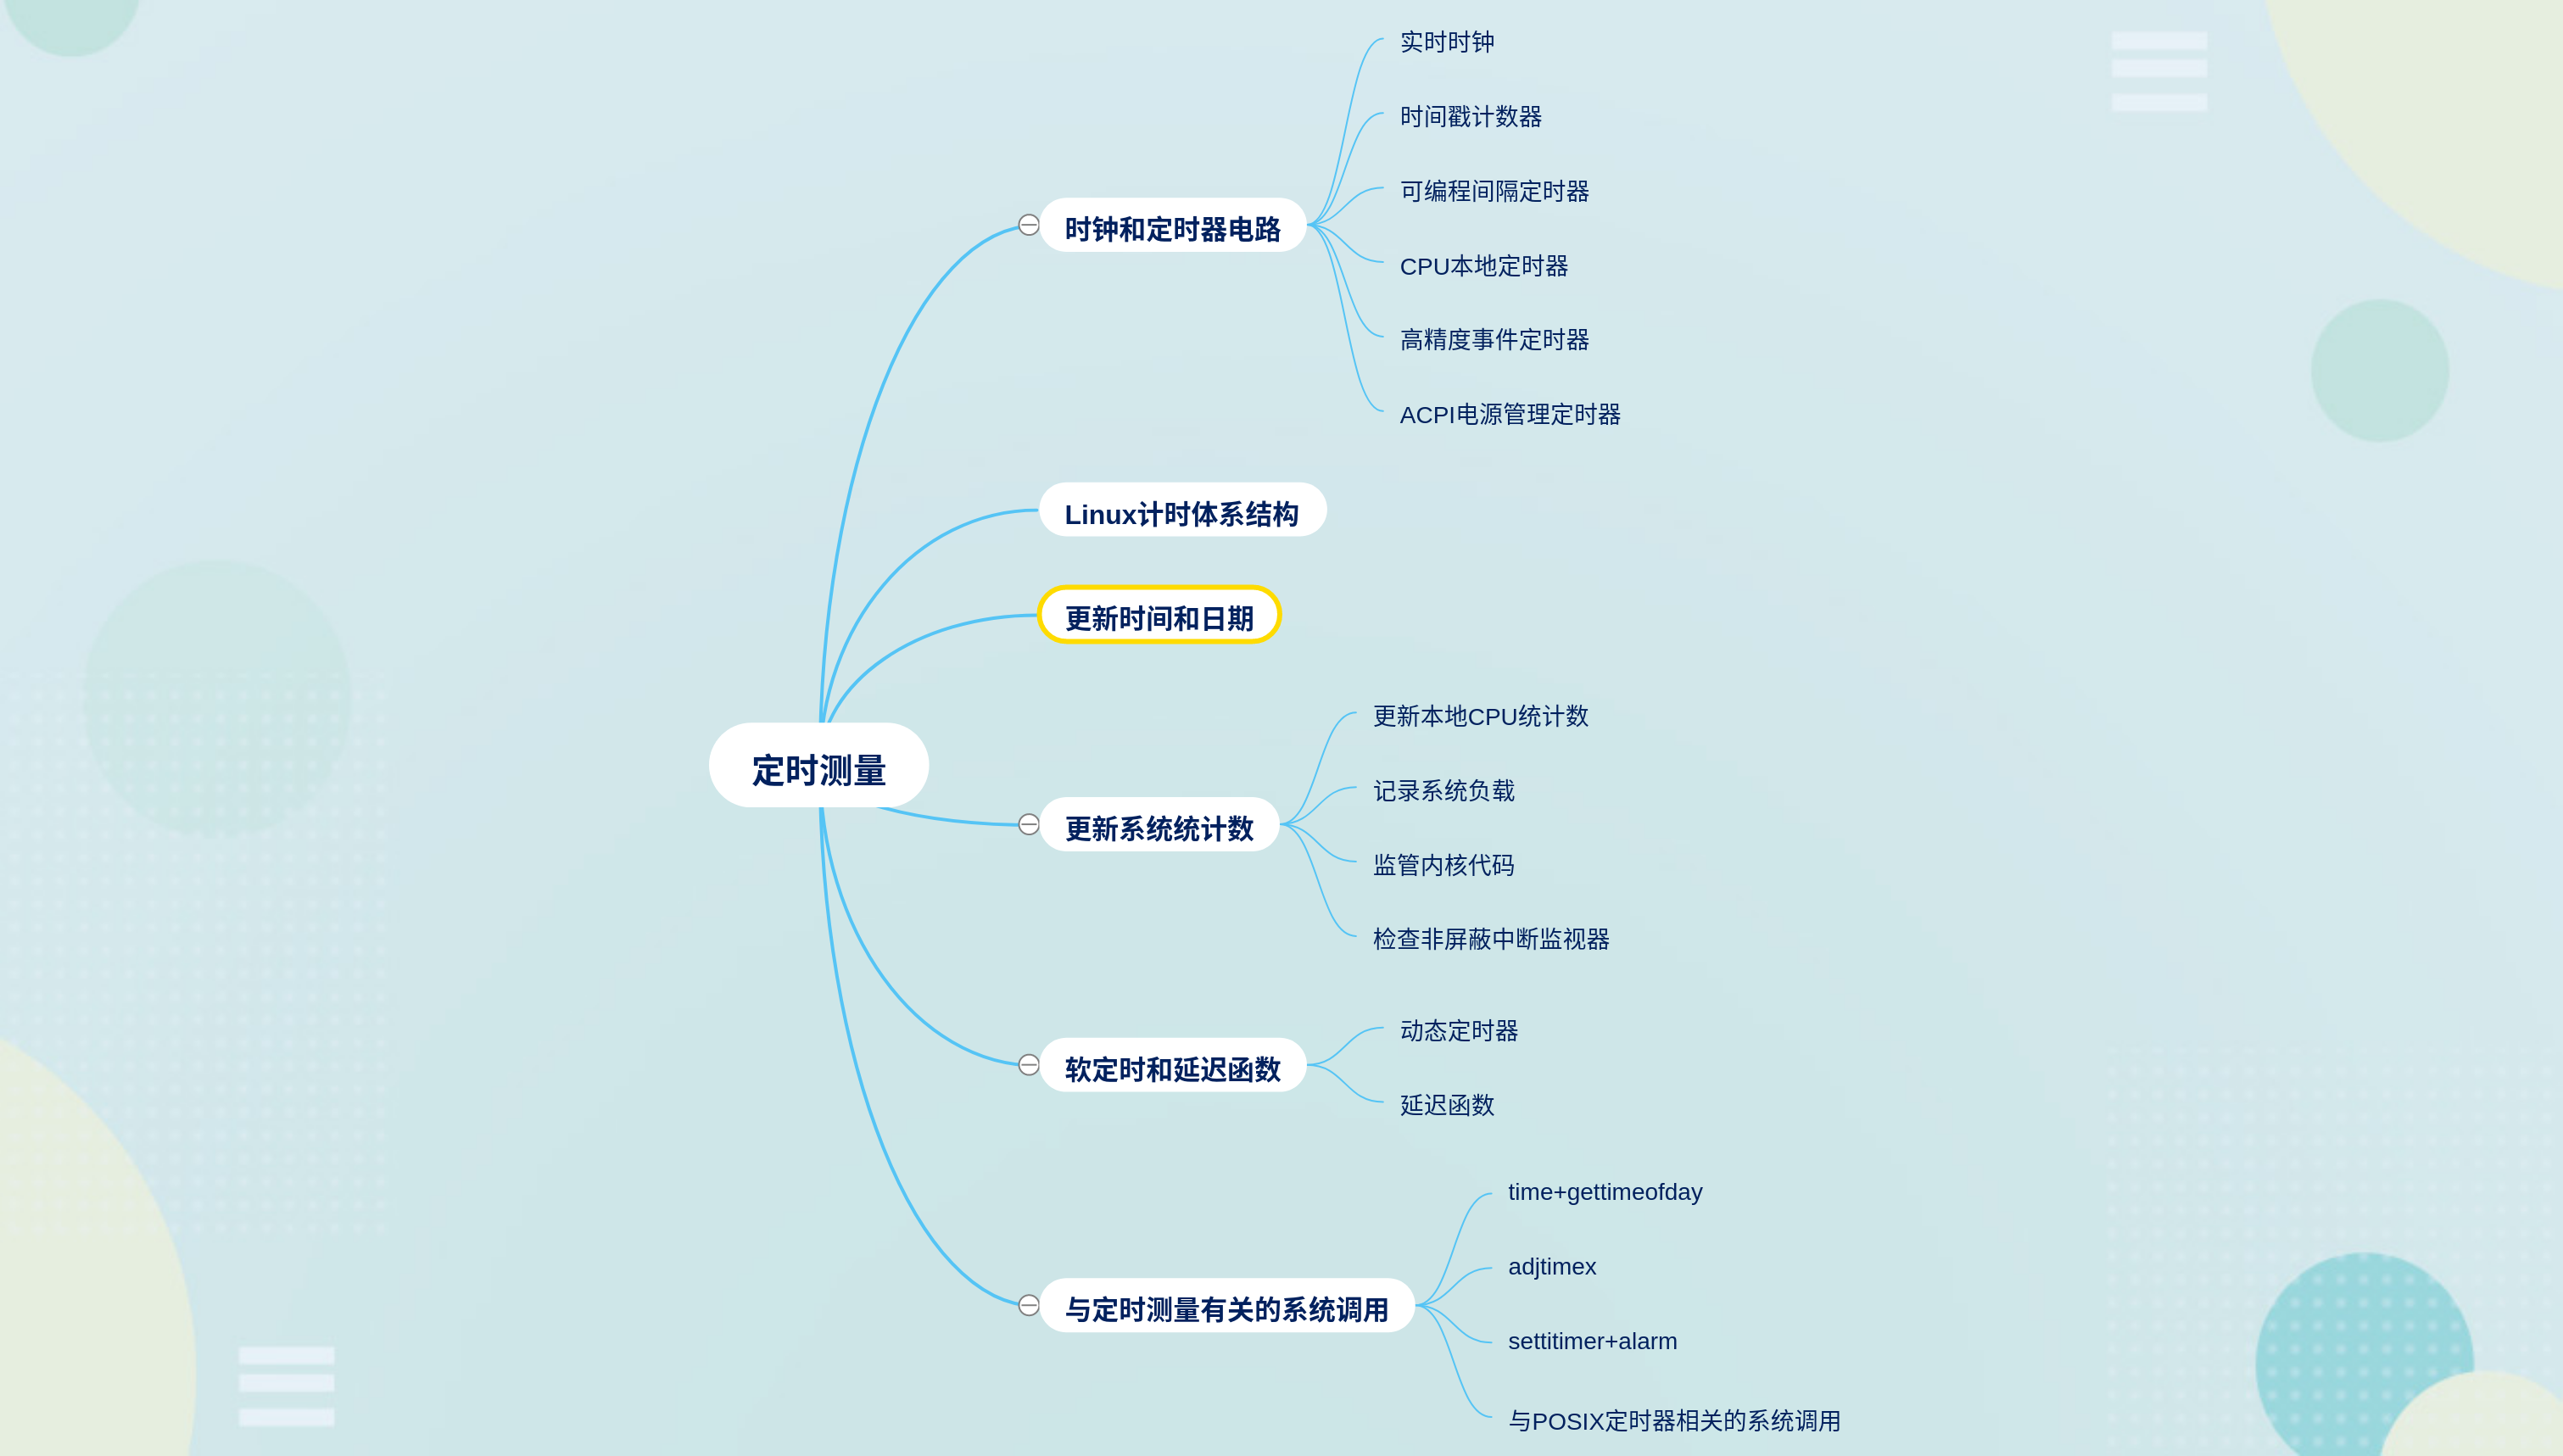 定时测量
时钟和定时器电路
实时时钟
时间戳计数器
可编程间隔定时器
CPU本地定时器
高精度事件定时器
ACPI电源管理定时器
Linux计时体系结构
更新时间和日期
更新系统统计数
更新本地CPU统计数
记录系统负载
监管内核代码
检查非屏蔽中断监视器
软定时和延迟函数
动态定时器
延迟函数
与定时测量有关的系统调用
time+gettimeofday
adjtimex
settitimer+alarm
与POSIX定时器相关的系统调用